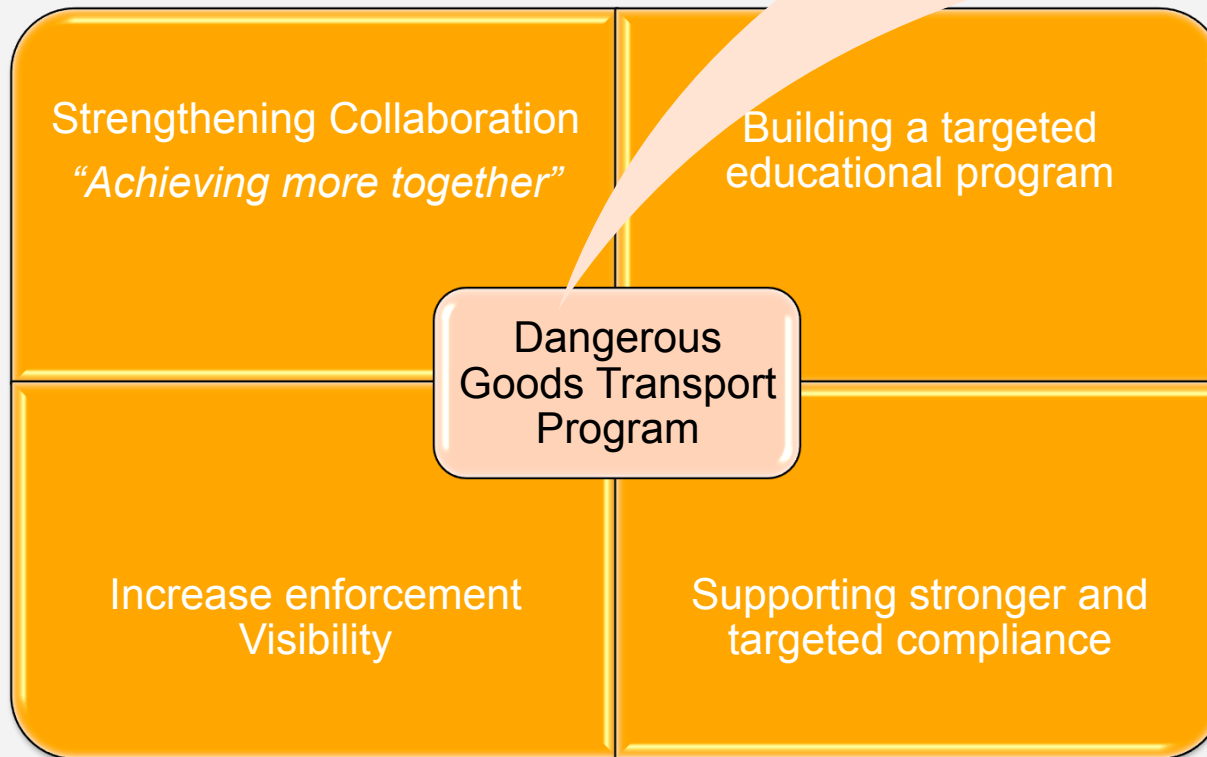 Strengthening Collaboration
“Achieving more together”
Building a targeted
educational program
Dangerous
Goods Transport
Program
Increase enforcement
Visibility
Supporting stronger and
targeted compliance